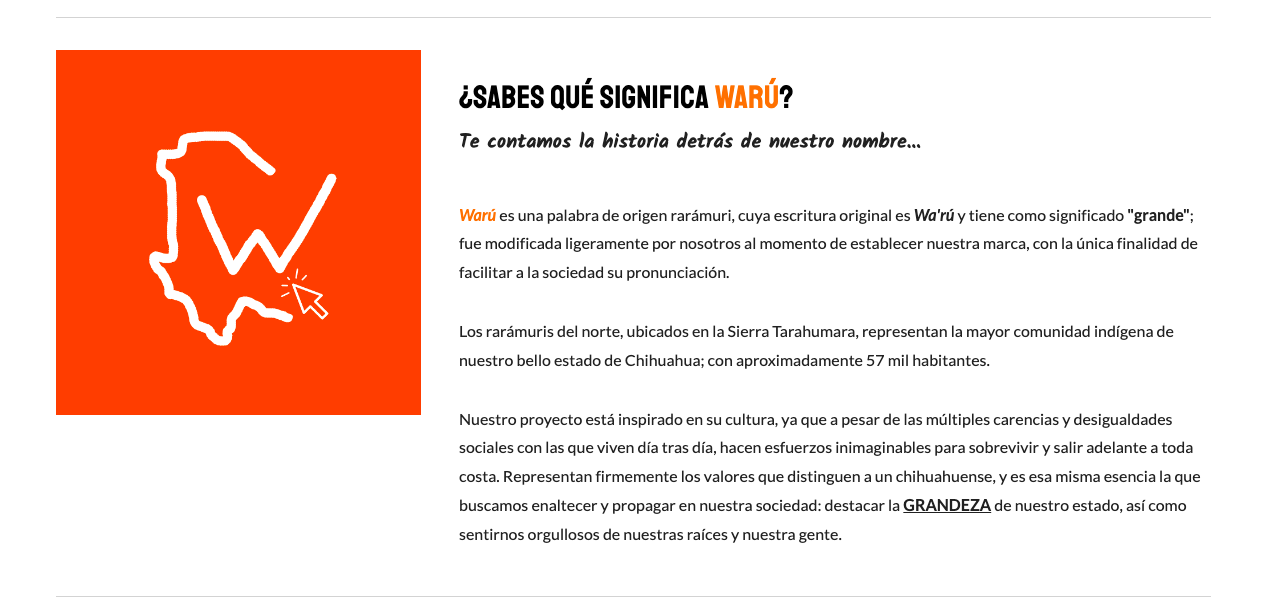 ¿SABES QUÉ SIGNIFICA WARÚ?
Te contamos la historia detrás de nuestro nombre...
Warú es una palabra de origen rarámuri, cuya escritura original es Wa'rú y tiene como significado "grande";
fue modificada ligeramente por nosotros al momento de establecer nuestra marca, con la única finalidad de
facilitar a la sociedad su pronunciación.
Los rarámuris del norte, ubicados en la Sierra Tarahumara, representan la mayor comunidad indígena de
nuestro bello estado de Chihuahua; con aproximadamente 57 mil habitantes.
Nuestro proyecto está inspirado en su cultura, ya que a pesar de las múltiples carencias y desigualdades
sociales con las que viven día tras día, hacen esfuerzos inimaginables para sobrevivir y salir adelante a toda
costa. Representan firmemente los valores que distinguen a un chihuahuense, y es esa misma esencia la que
buscamos enaltecer y propagar en nuestra sociedad: destacar la GRANDEZA de nuestro estado, así como
sentirnos orgullosos de nuestras raíces y nuestra gente.
W